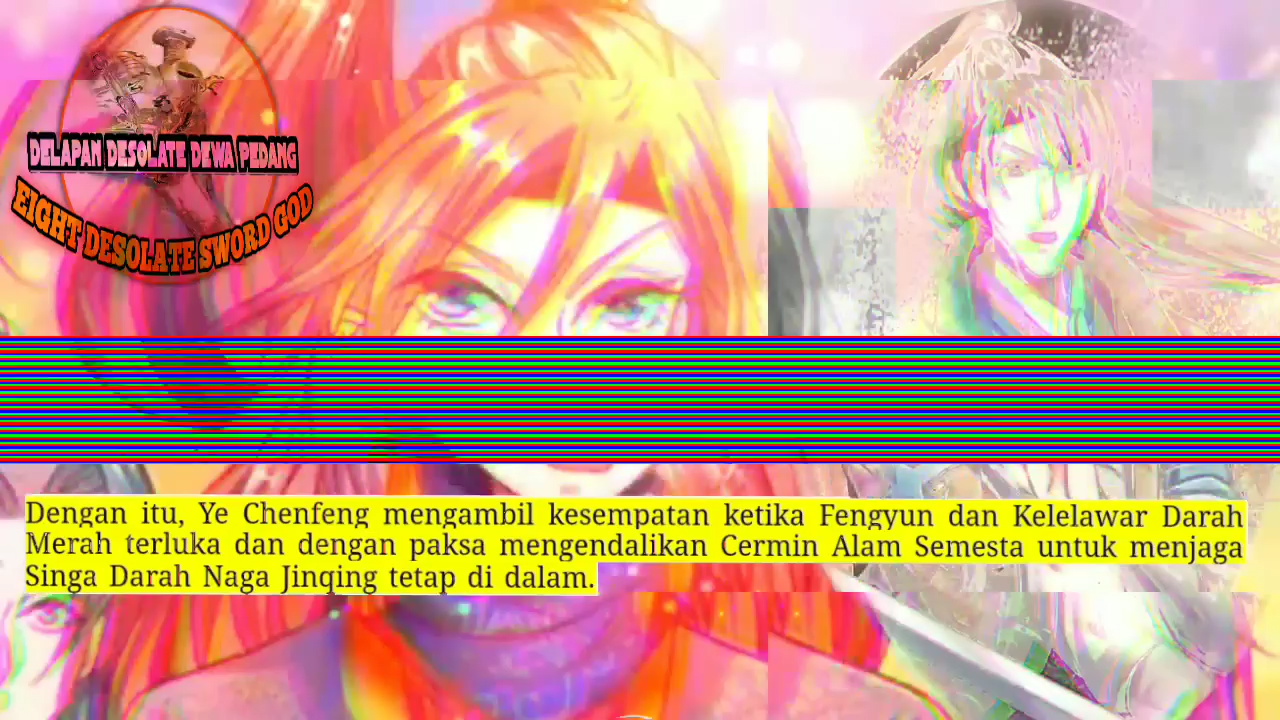 DELAPAN DESOLATE DEWA PEDANG
EIGHT DESOLATE SWORD GOD
Dengan itu, Ye Chenfeng mengambil kesempatan ketika Fengyun dan Kelelawar Darah
Merah terluka dan dengan paksa mengendalikan Cermin Alam Semesta untuk menjaga
Singa Darah Naga Jinqing tetap di dalam.